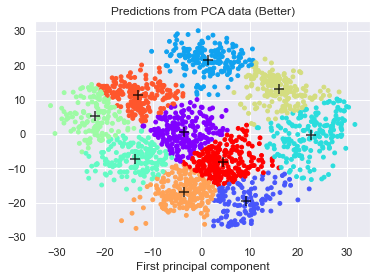 Predictions from PCA data (Better)
30
20
10
0
−10
−20
−30
−30 −20 −10 0 10 20 30
First principal component